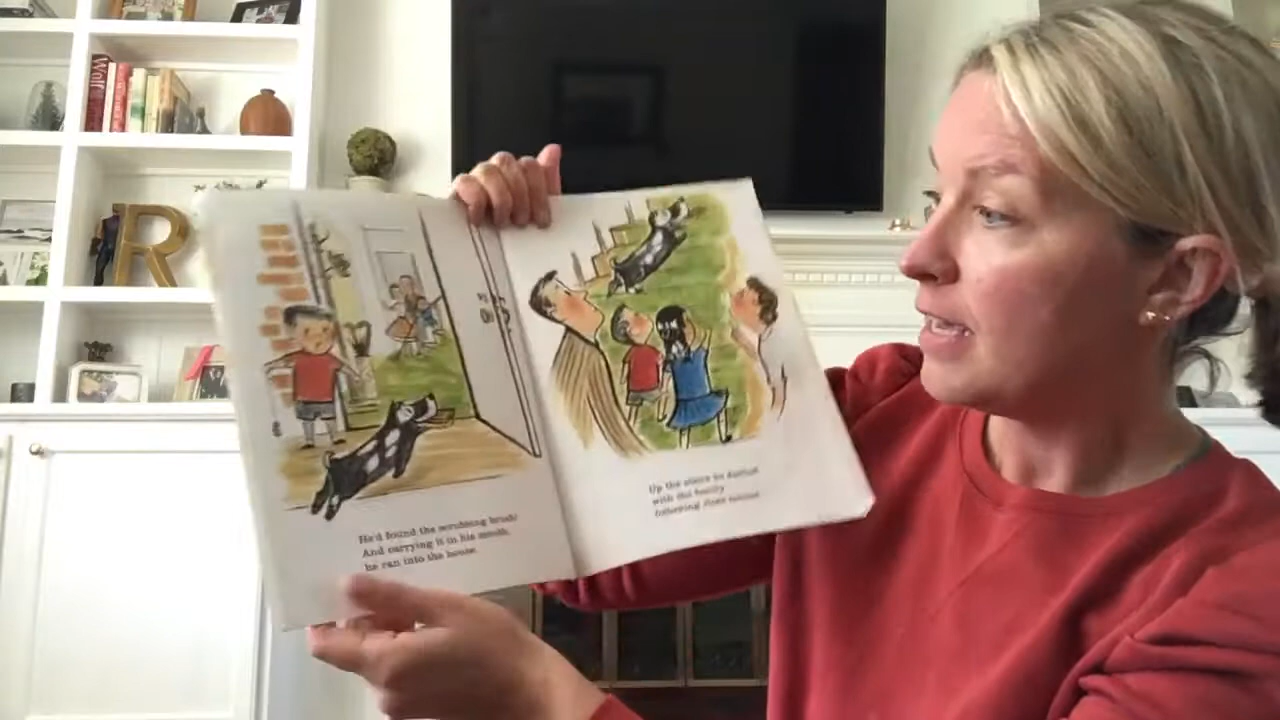 Wolf
R
He'd found the scrubbing brush!
And carrying it in his mouth,
he ran into the house.
Up the stairs he dashed
with the family
following close behind.